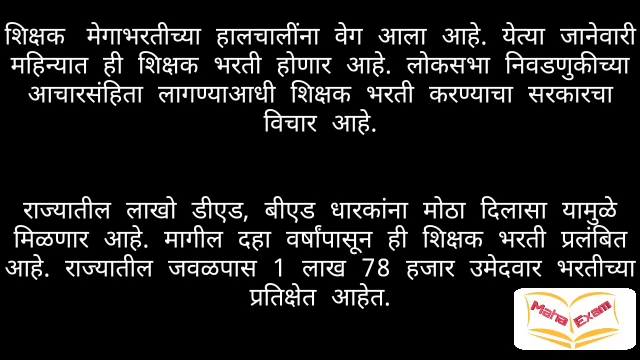 शिक्षक मेगाभरतीच्या हालचालींना वेग आला आहे. येत्या जानेवारी
महिन्यात ही शिक्षक भरती होणार आहे. लोकसभा निवडणुकीच्या
आचारसंहिता लागण्याआधी शिक्षक भरती करण्याचा सरकारचा
विचार आहे.
राज्यातील लाखो डीएड, बीएड धारकांना मोठा दिलासा यामुळे
मिळणार आहे. मागील दहा वर्षांपासून ही शिक्षक भरती प्रलंबित
आहे. राज्यातील जवळपास 1 लाख 78 हजार उमेदवार भरतीच्या
प्रतिक्षेत आहेत.
Maha Exam